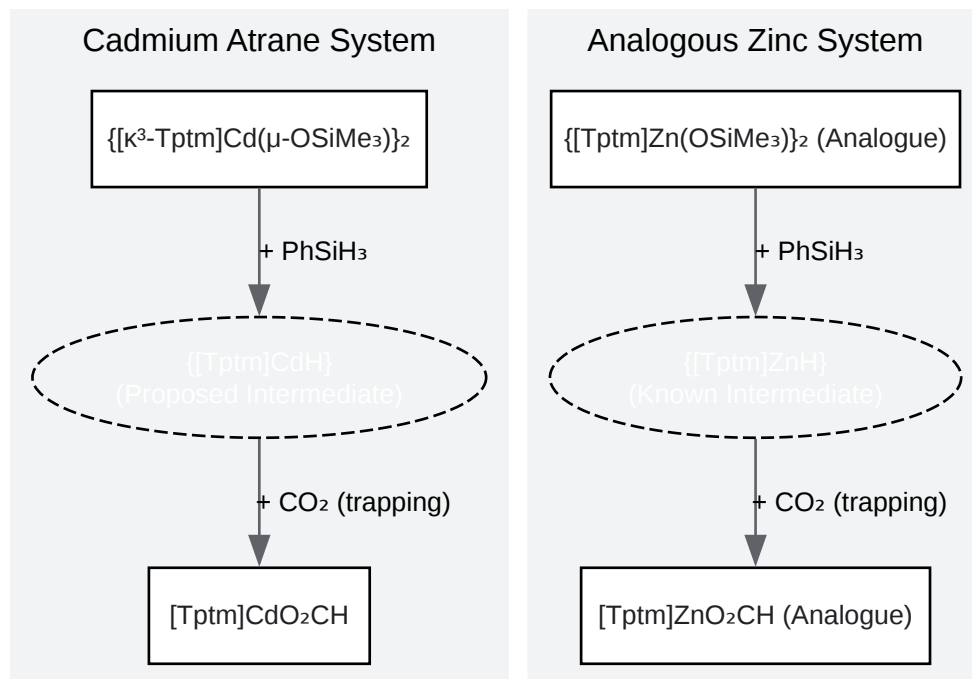 Cadmium Atrane System
{[κ³-Tptm]Cd(μ-OSiMe₃)}₂
+ PhSiH₃
{[Tptm]CdH}
(Proposed Intermediate)
+ CO₂ (trapping)
[Tptm]CdO₂CH
Analogous Zinc System
{[Tptm]Zn(OSiMe₃)}₂ (Analogue)
+ PhSiH₃
{[Tptm]ZnH}
(Known Intermediate)
+ CO₂ (trapping)
[Tptm]ZnO₂CH (Analogue)